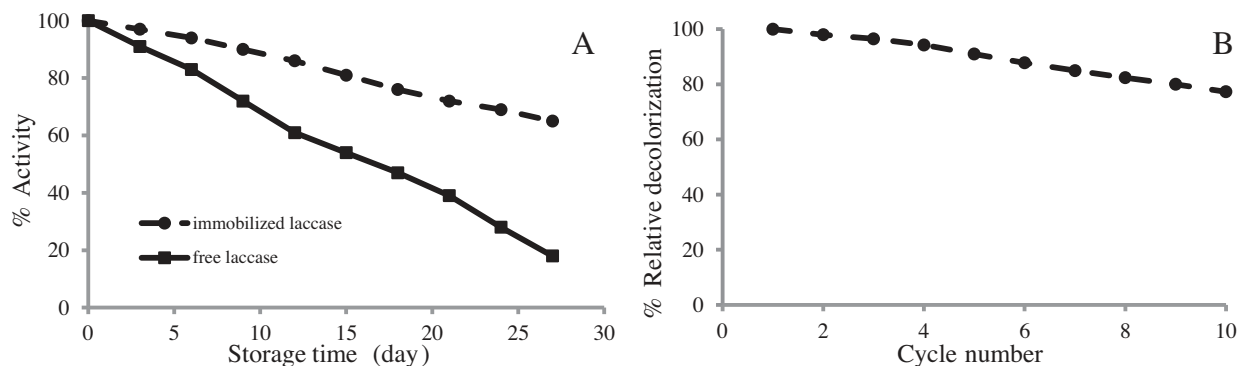 A
% Activity
100
80
60
40
20
0
immobilized laccase
free laccase
0 5 10 15 20 25 30
Storage time (day)
B
% Relative decolorization
100
80
60
40
20
0
0 2 4 6 8 10
Cycle number